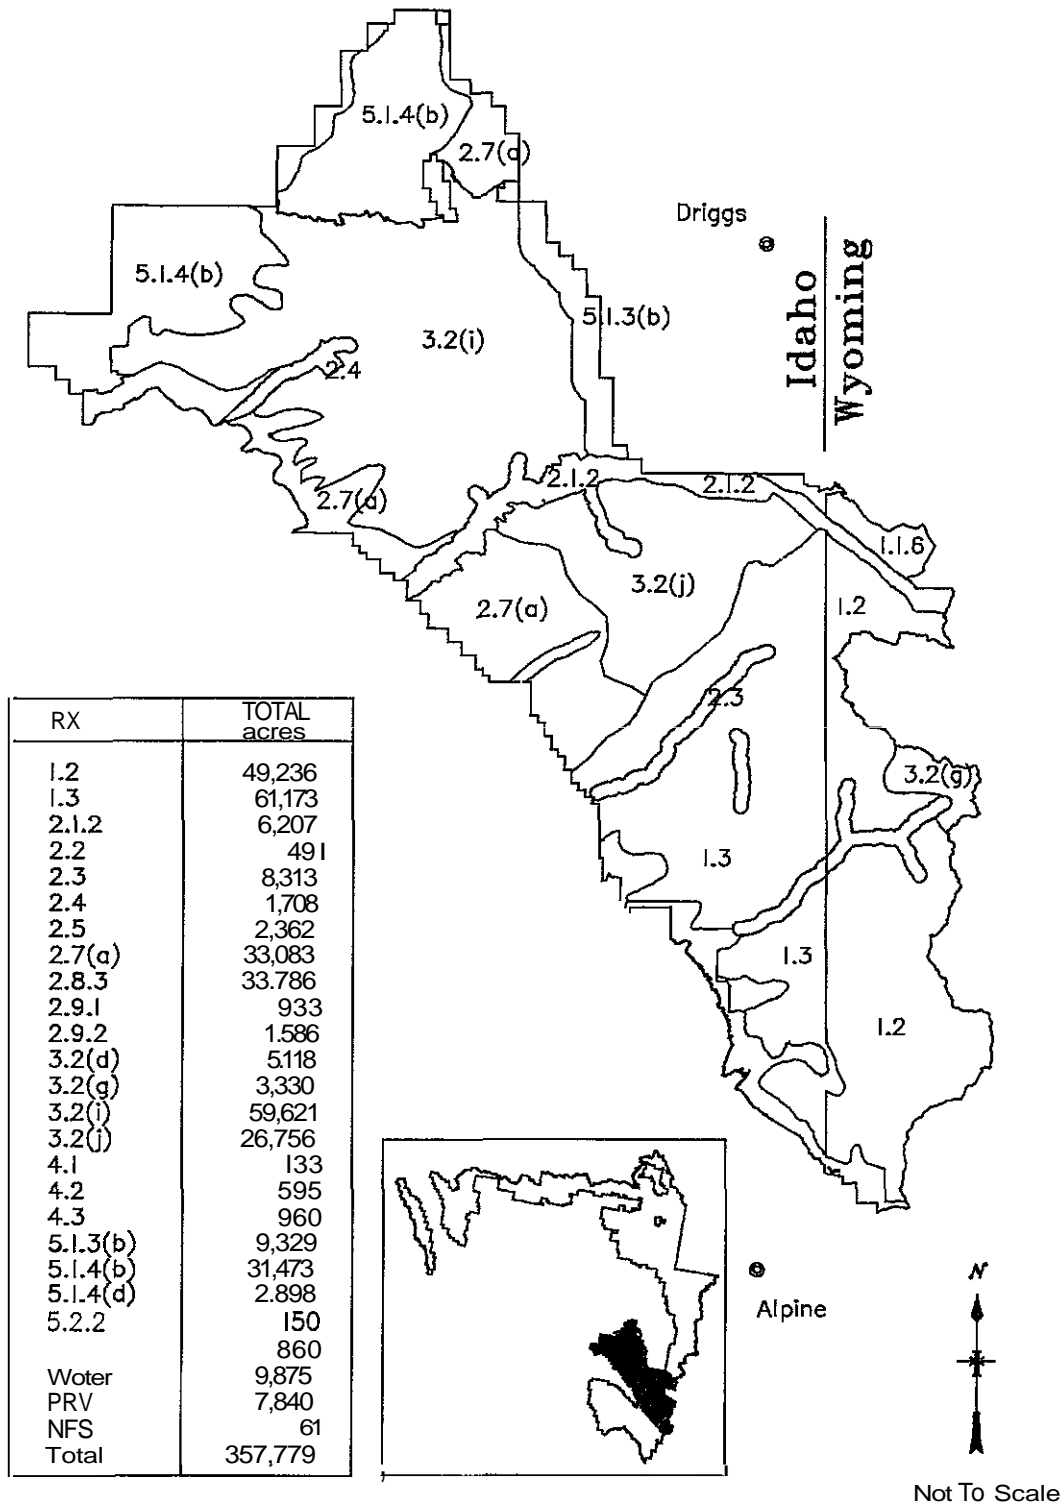 5.1.4(b)
2.7(a)
Driggs
5.1.4(b)
Idaho
Wyoming
5.1.3(b)
3.2(i)
2.4
2.1.2
2.1.2
2.7(a)
1.1.6
3.2(j)
1.2
2.7(a)
2.3
3.2(g)
1.3
1.3
1.2
RX TOTAL
acres
1.2 49,236
1.3 61,173
2.1.2 6,207
2.2 491
2.3 8,313
2.4 1,708
2.5 2,362
2.7(a) 33,083
2.8.3 33.786
2.9.1 933
2.9.2 1.586
3.2(d) 5.118
3.2(g) 3,330
3.2(i) 59,621
3.2(j) 26,756
4.1 133
4.2 595
4.3 960
5.1.3(b) 9,329
5.1.4(b) 31,473
5.1.4(d) 2.898
5.2.2 150
860
Woter 9,875
PRV 7,840
NFS 61
Total 357,779
Alpine
N
Not To Scale